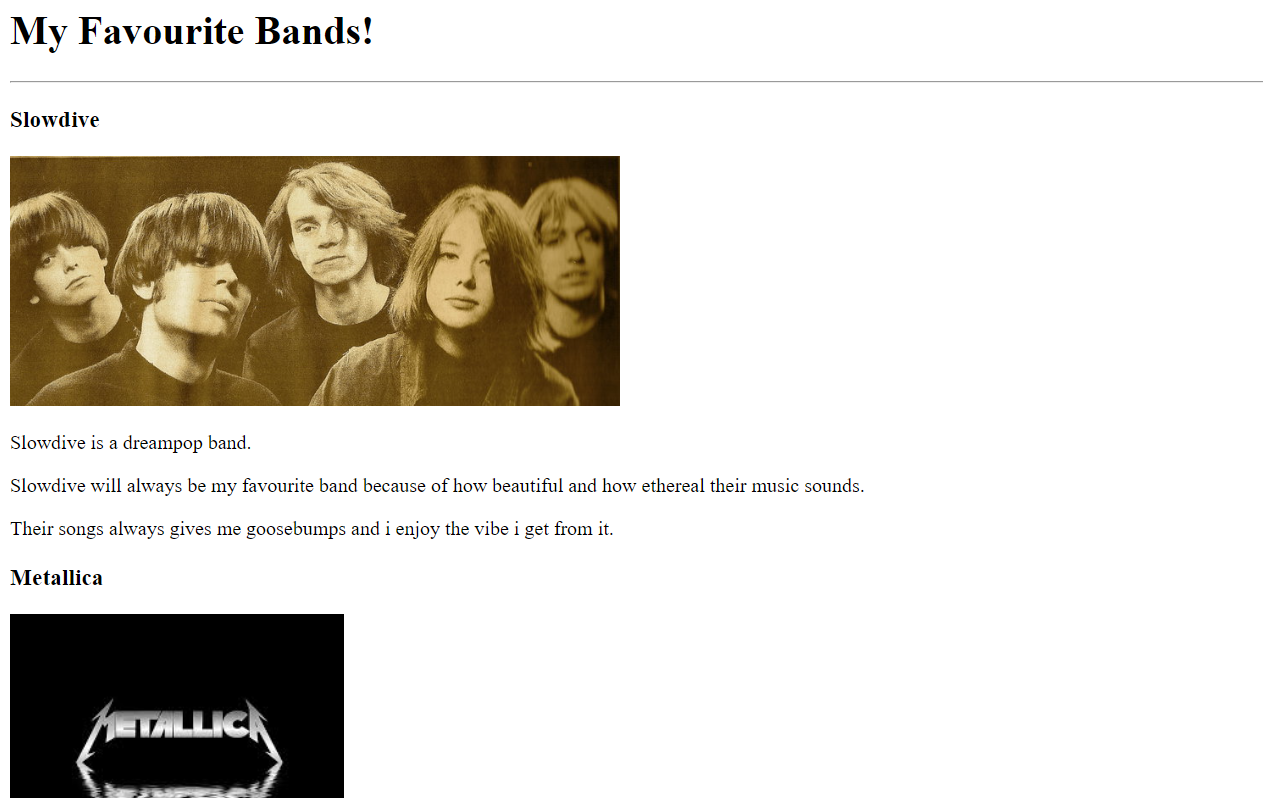 My Favourite Bands!
Slowdive
Slowdive is a dreampop band.
Slowdive will always be my favourite band because of how beautiful and how ethereal their music sounds.
Their songs always gives me goosebumps and i enjoy the vibe i get from it.
Metallica
METALLICA